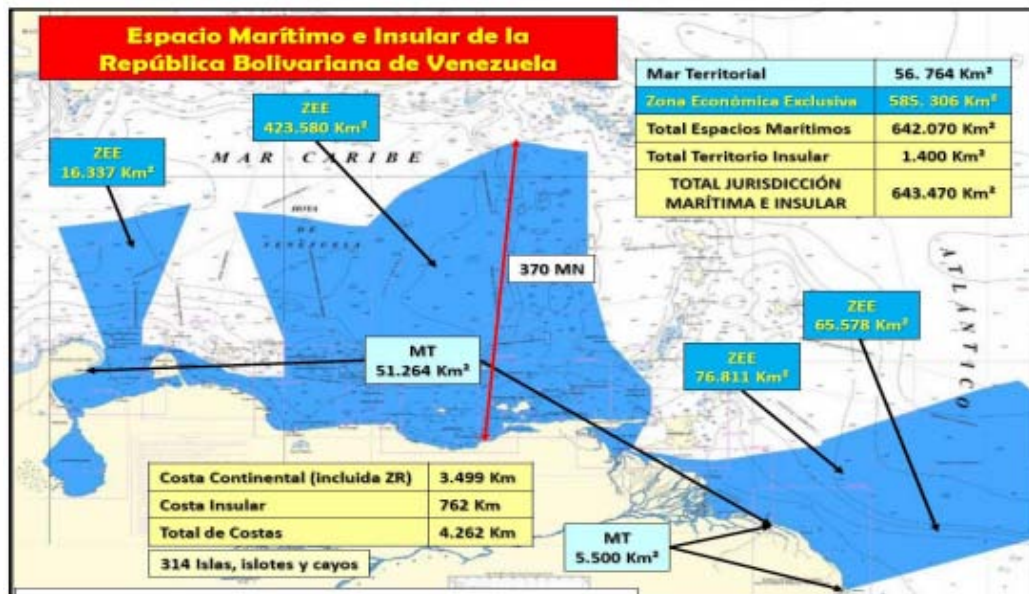 Espacio Marítimo e Insular de la
República Bolivariana de Venezuela
Mar Territorial 56. 764 Km²
Zona Económica Exclusiva 585. 306 Km²
Total Espacios Marítimos 642.070 Km²
Total Territorio Insular 1.400 Km²
TOTAL JURISDICCIÓN
MARÍTIMA E INSULAR 643.470 Km²
ZEE
423.580 Km²
ZEE
16.337 Km²
MAR CARIBE
HOYA
DE
VENEZUELA
370 MN
ATLÁNTICO
ZEE
65.578 Km²
MT
51.264 Km²
ZEE
76.811 Km²
Costa Continental (incluida ZR) 3.499 Km
Costa Insular 762 Km
Total de Costas 4.262 Km
314 Islas, islotes y cayos
MT
5.500 Km²